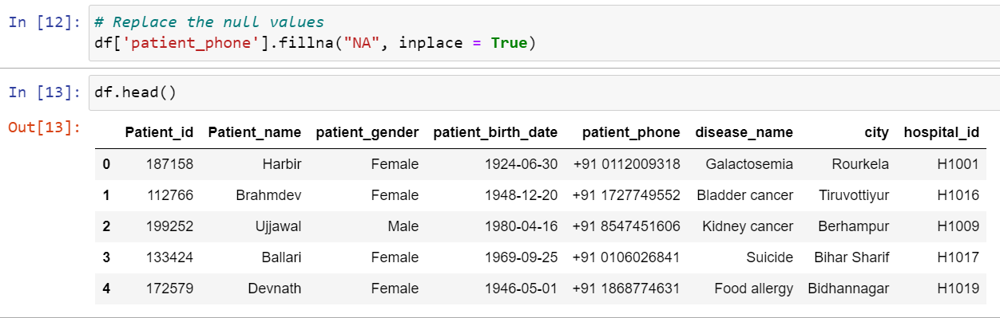 In [12]: # Replace the null values
df['patient_phone'].fillna("NA", inplace = True)
In [13]: df.head()
Out[13]:
Patient_id Patient_name patient_gender patient_birth_date patient_phone disease_name city hospital_id
0 187158 Harbir Female 1924-06-30 +91 0112009318 Galactosemia Rourkela H1001
1 112766 Brahmdev Female 1948-12-20 +91 1727749552 Bladder cancer Tiruvottiyur H1016
2 199252 Ujjawal Male 1980-04-16 +91 8547451606 Kidney cancer Berhampur H1009
3 133424 Ballari Female 1969-09-25 +91 0106026841 Suicide Bihar Sharif H1017
4 172579 Devnath Female 1946-05-01 +91 1868774631 Food allergy Bidhannagar H1019